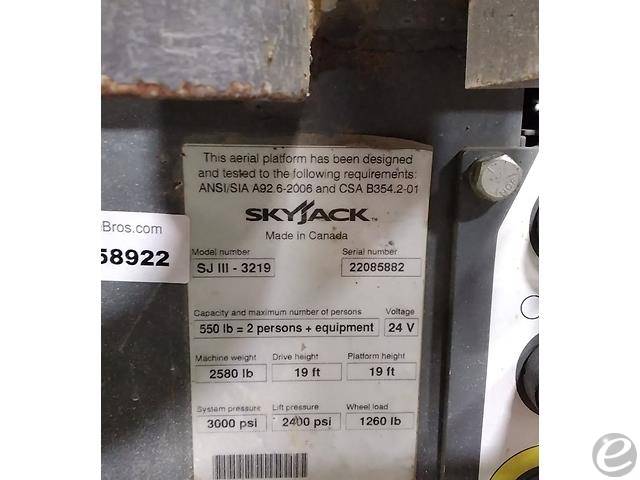 This aerial platform has been designed
and tested to the following requirements:
ANSI/SIA A92.6-2006 and CSA B354.2-01
SKYJACK™
Made in Canada
Model number Serial number
SJ III - 3219 22085882
Capacity and maximum number of persons Voltage
550 lb = 2 persons + equipment 24 V
Machine weight Drive height Platform height
2580 lb 19 ft 19 ft
System pressure Lift pressure Wheel load
3000 psi 2400 psi 1260 lb
Bros.com
58922